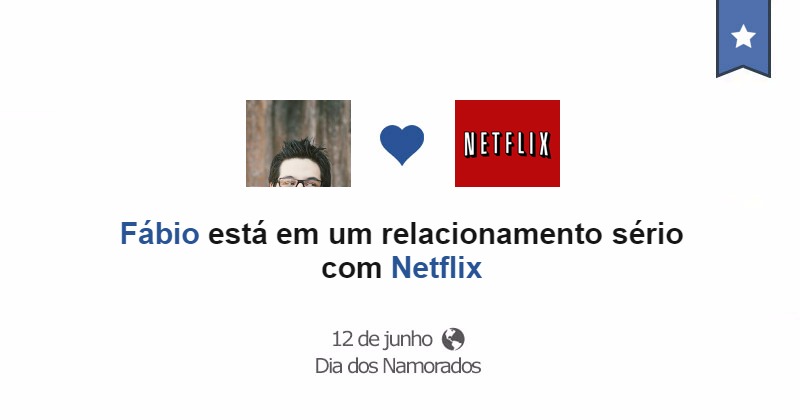 NETFLIX
Fábio está em um relacionamento sério
com Netflix
12 de junho
Dia dos Namorados